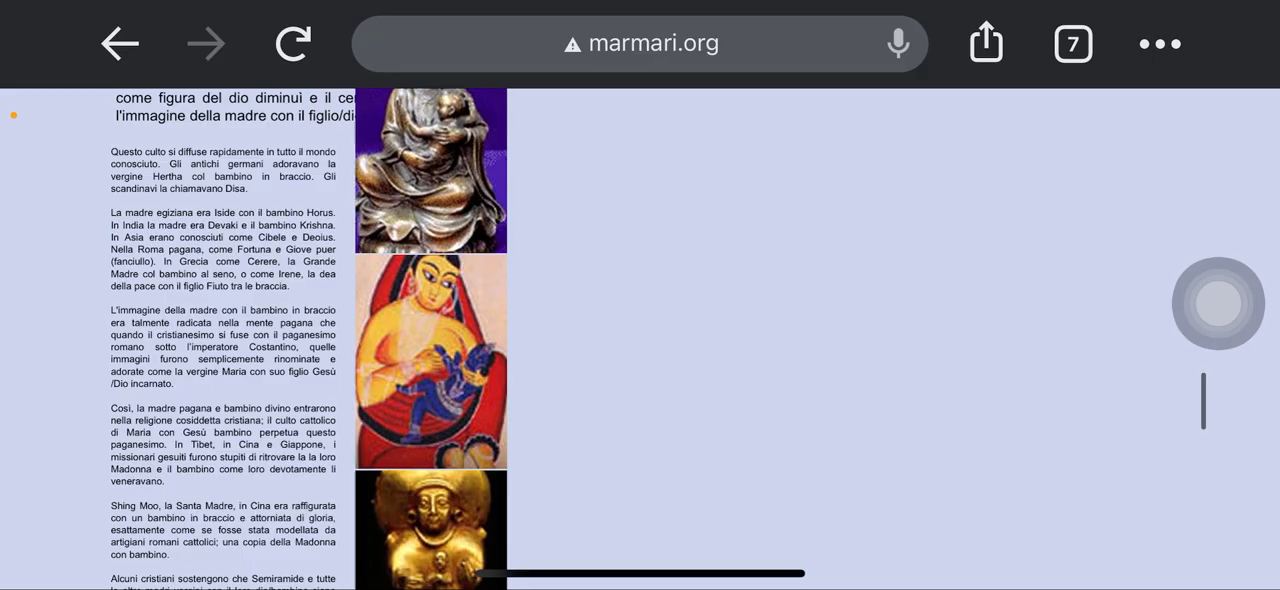 marmari.org
7
come figura del dio diminuì e il
l'immagine della madre con il figlio/di
Questo culto si diffuse rapidamente in tutto il mondo
conosciuto. Gli antichi germani adoravano la
vergine Hertha col bambino in braccio. Gli
scandinavi la chiamavano Disa.
La madre egiziana era Iside con il bambino Horus.
In India la madre era Devaki e il bambino Krishna.
In Asia erano conosciuti come Cibele e Deoius.
Nella Roma pagana, come Fortuna e Giove puer
(fanciullo). In Grecia come Cerere, la Grande
Madre col bambino al seno, o come Irene, la dea
della pace con il figlio Fiuto tra le braccia.
L'immagine della madre con il bambino in braccio
era talmente radicata nella mente pagana che
quando il cristianesimo si fuse con il paganesimo
romano sotto l'imperatore Costantino, quelle
immagini furono semplicemente rinominate e
adorate come la vergine Maria con suo figlio Gesù
/Dio incarnato.
Così, la madre pagana e bambino divino entrarono
nella religione cosiddetta cristiana; il culto cattolico
di Maria con Gesù bambino perpetua questo
paganesimo. In Tibet, in Cina e Giappone, i
missionari gesuiti furono stupiti di ritrovare la la loro
Madonna e il bambino come loro devotamente li
veneravano.
Shing Moo, la Santa Madre, in Cina era raffigurata
con un bambino in braccio e attorniata di gloria,
esattamente come se fosse stata modellata da
artigiani romani cattolici; una copia della Madonna
con bambino.
Alcuni cristiani sostengono che Semiramide e tutte